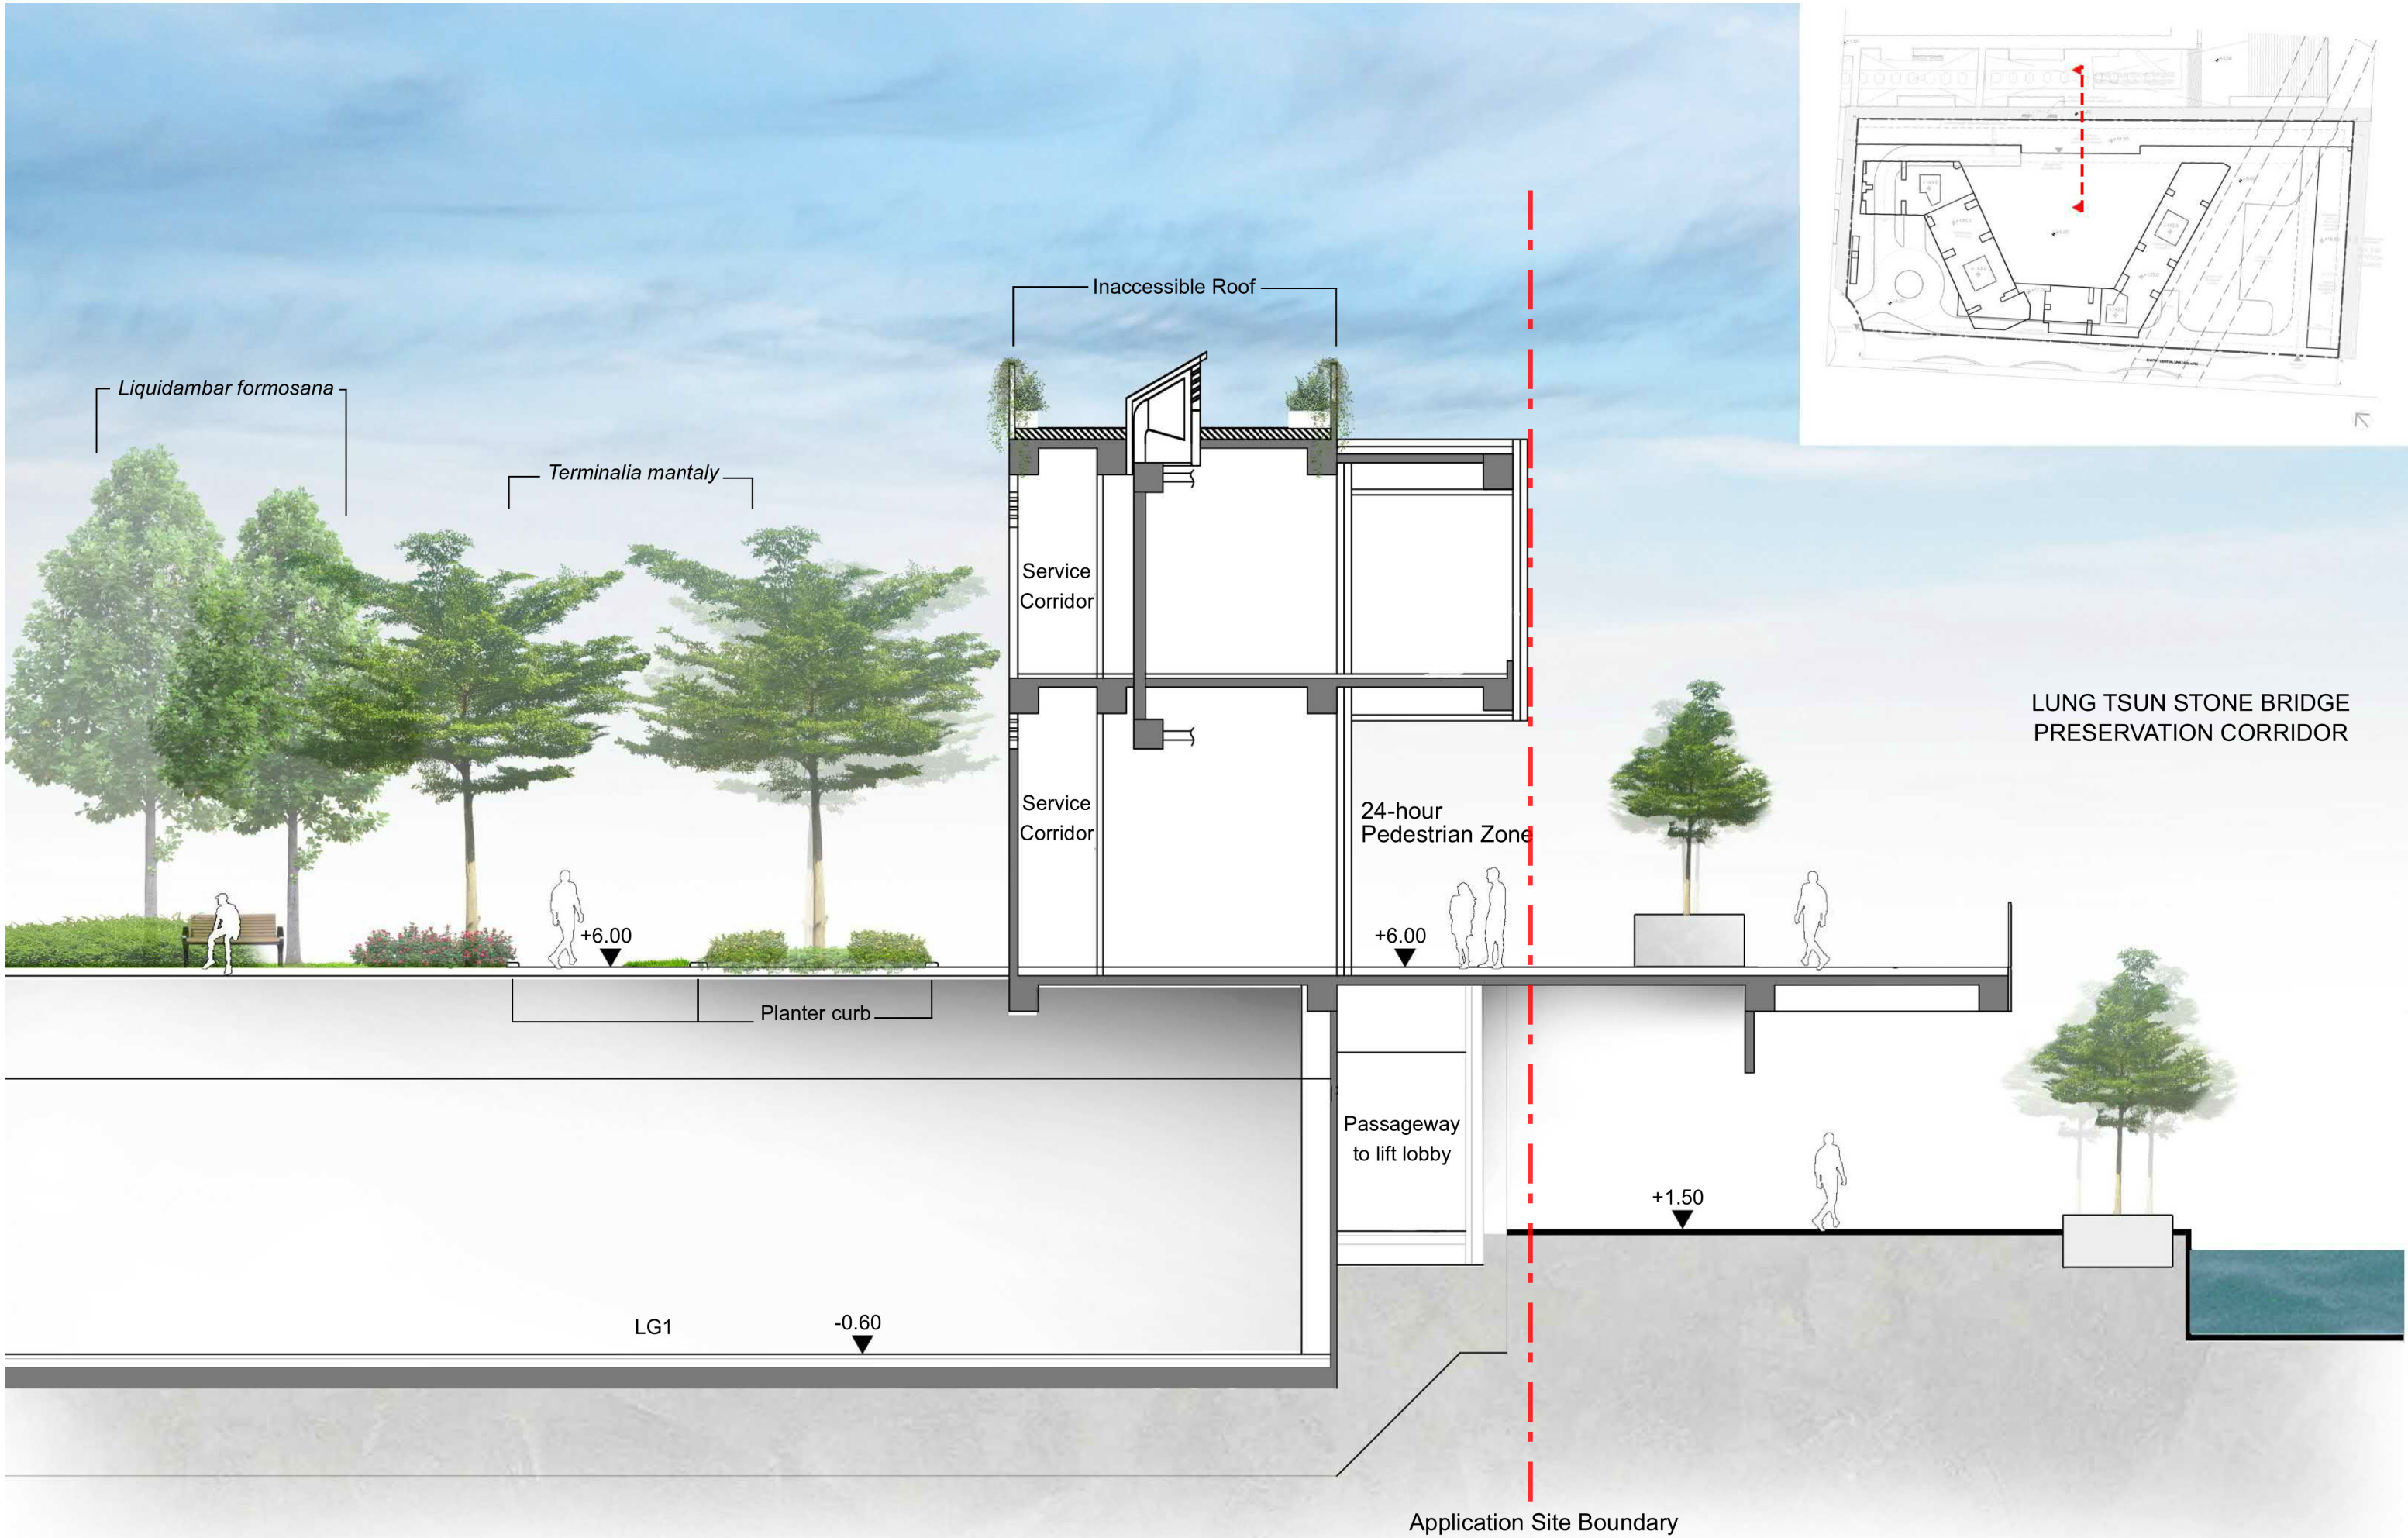 Inaccessible Roof
Liquidambar formosana
Terminalia mantaly
Service
Corridor
LUNG TSUN STONE BRIDGE
PRESERVATION CORRIDOR
Service
Corridor
24-hour
Pedestrian Zone
+6.00
+6.00
Planter curb
Passageway
to lift lobby
+1.50
LG1
-0.60
Application Site Boundary